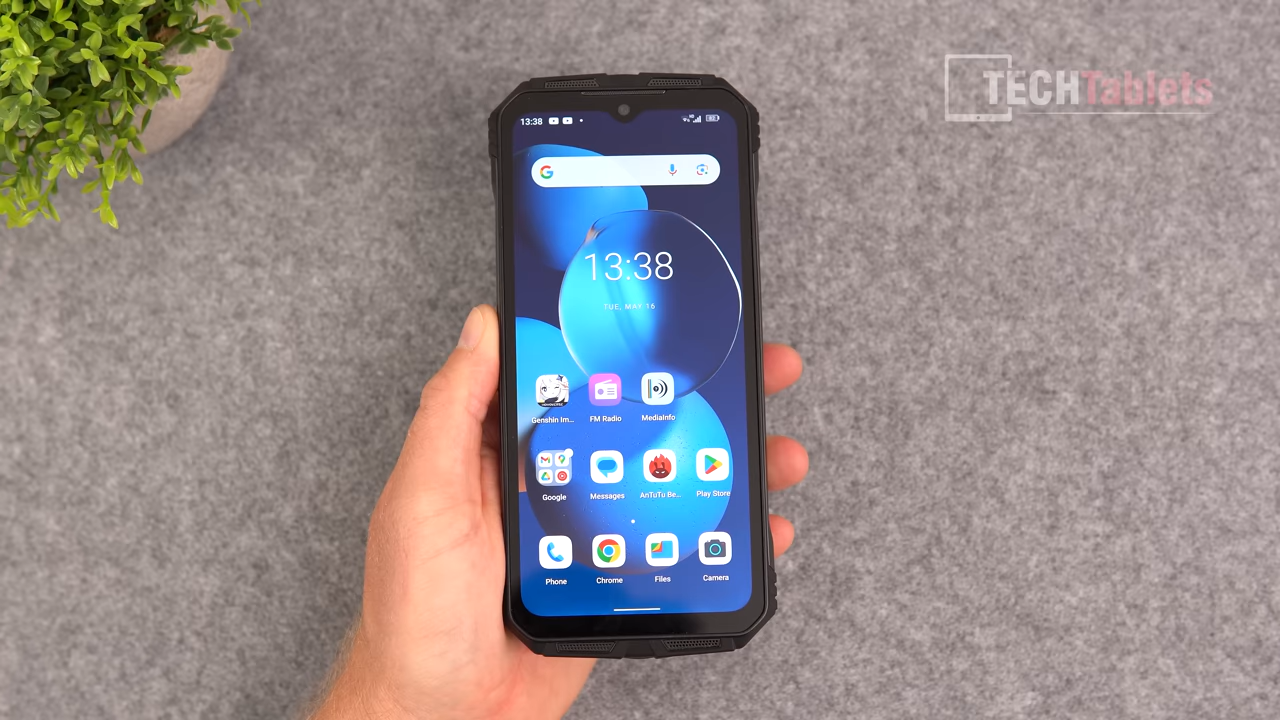 TECHTablets
13:38
13:38
TUE, MAY 16
Genshin Im...
FM Radio
MediaInfo
Google
Messages
AnTuTu Be...
Play Store
Phone
Chrome
Files
Camera